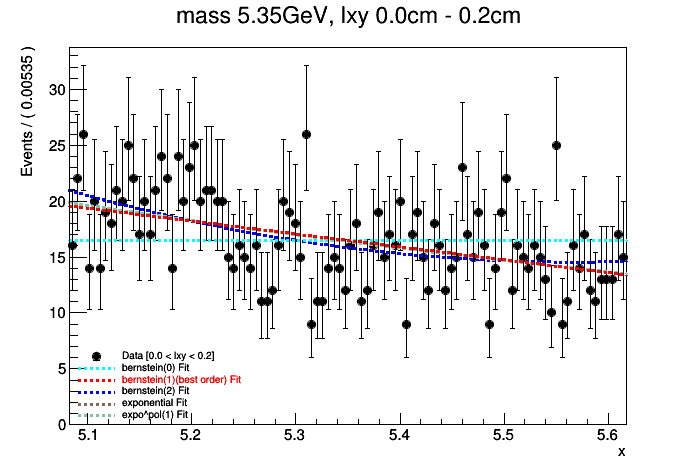 mass 5.35GeV, lxy 0.0cm - 0.2cm
Events / ( 0.00535 )
30
25
20
15
10
5
0
Data [0.0 < lxy < 0.2]
bernstein(0) Fit
bernstein(1)(best order) Fit
bernstein(2) Fit
exponential Fit
expo^pol(1) Fit
5.1 5.2 5.3 5.4 5.5 5.6
x